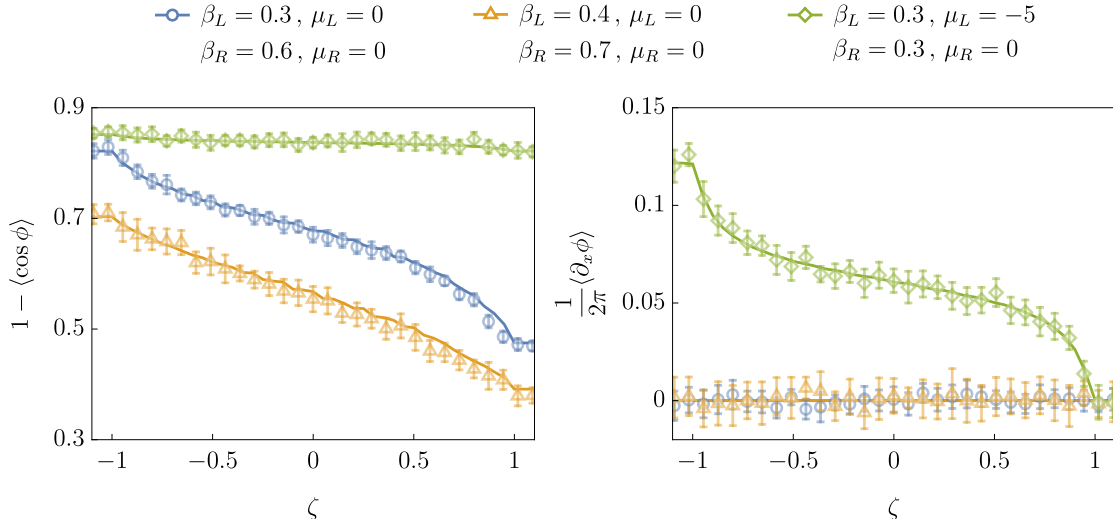 β_L = 0.3 , μ_L = 0
β_R = 0.6 , μ_R = 0
β_L = 0.4 , μ_L = 0
β_R = 0.7 , μ_R = 0
β_L = 0.3 , μ_L = −5
β_R = 0.3 , μ_R = 0
1 − ⟨cos ϕ⟩
0.9
0.7
0.5
0.3
−1
−0.5
0
0.5
1
ζ
1/2π ⟨∂_x ϕ⟩
0.15
0.1
0.05
0
−1
−0.5
0
0.5
1
ζ